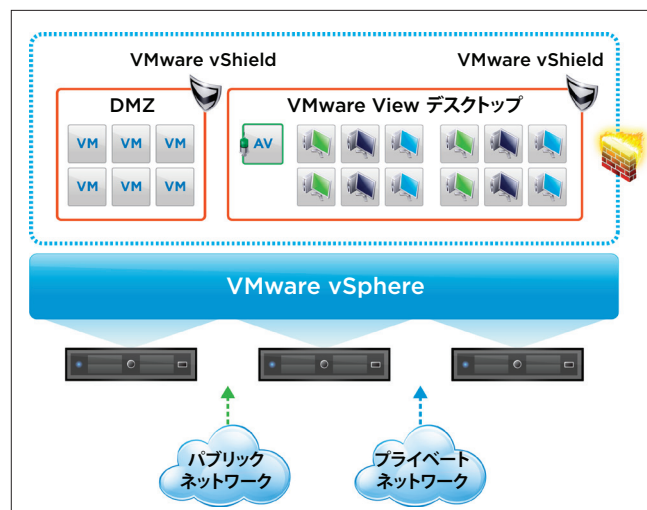 VMware vShield
VMware vShield
DMZ
VMware View デスクトップ
VM VM VM
AV
VM VM VM
VMware vSphere
パブリック
ネットワーク
プライベート
ネットワーク